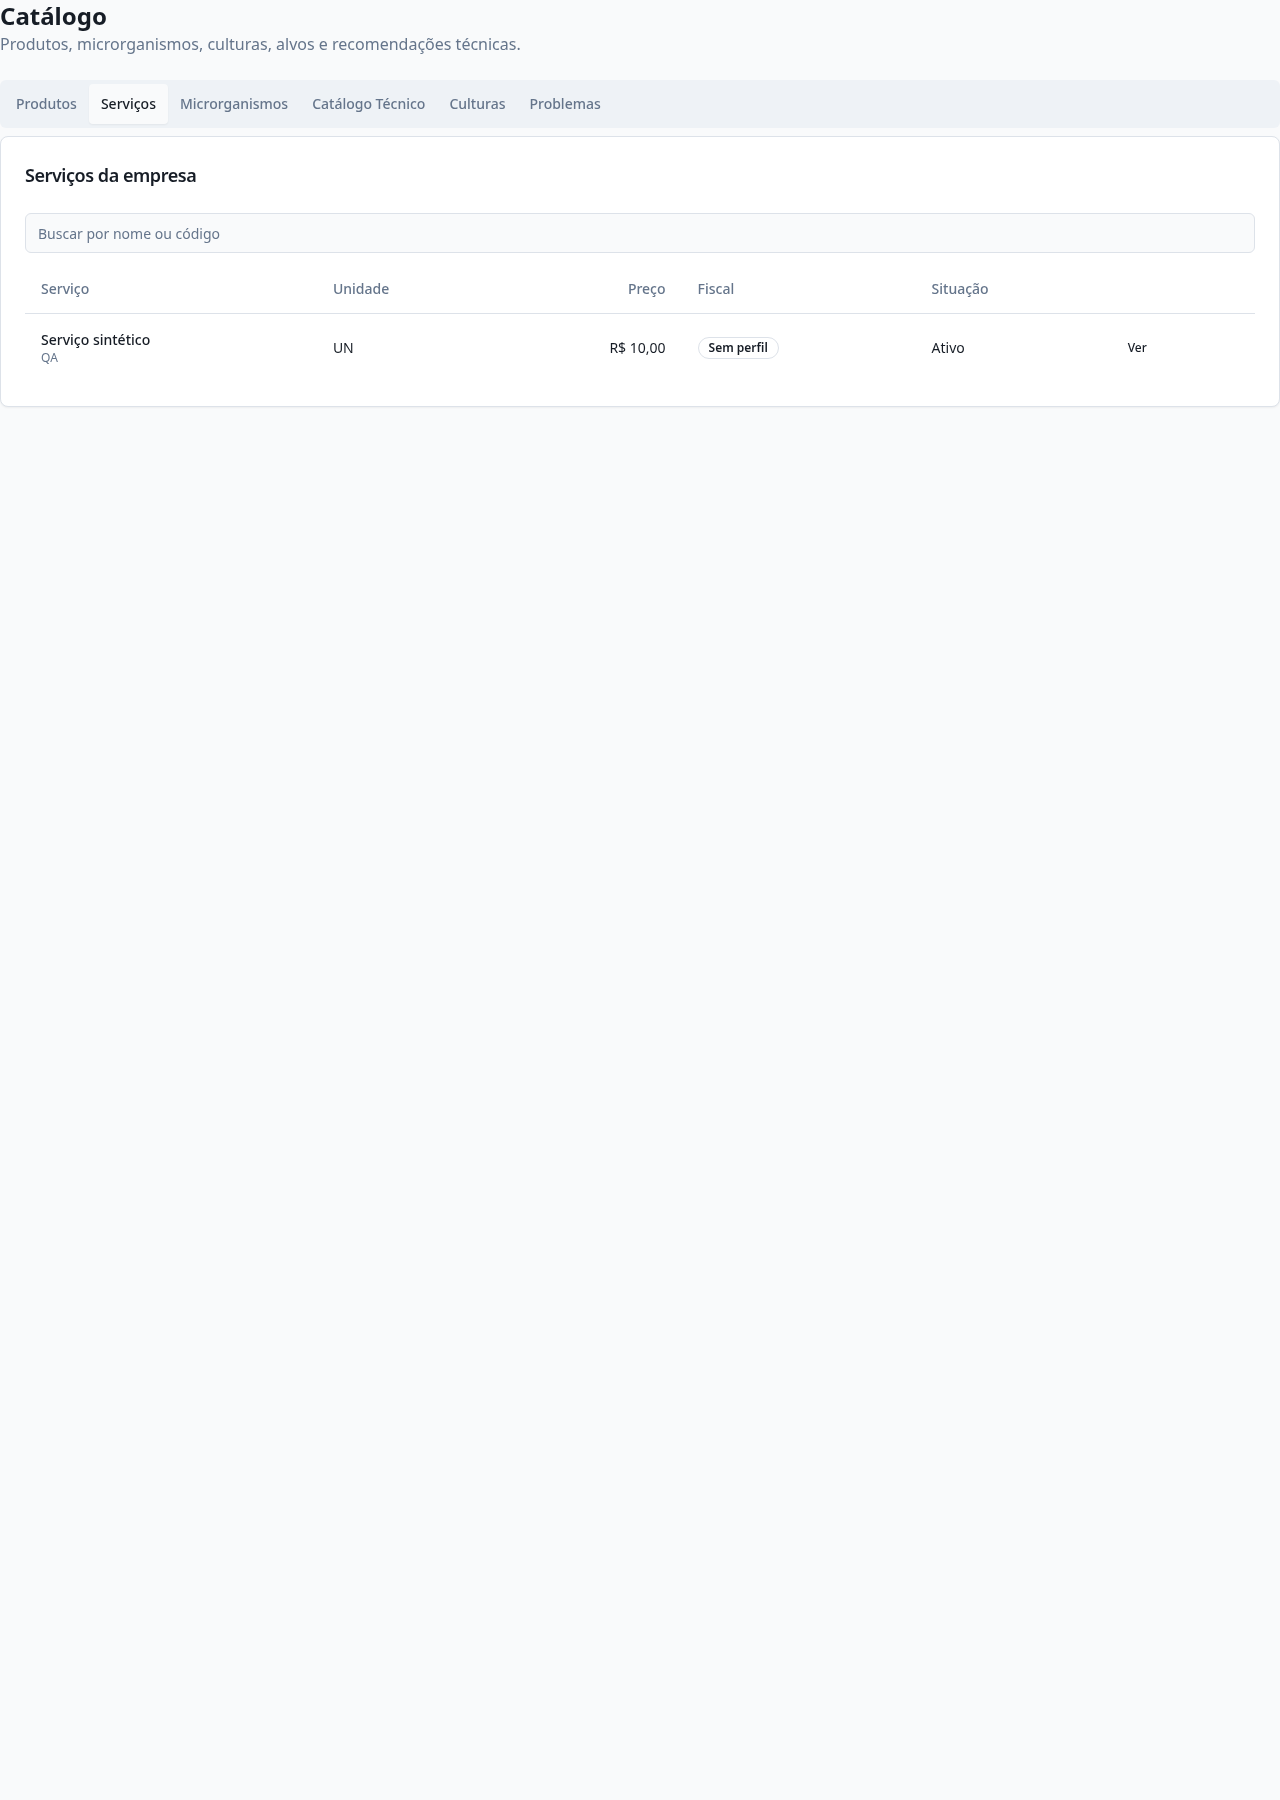 Catálogo
Produtos, microrganismos, culturas, alvos e recomendações técnicas.
Produtos Serviços Microrganismos Catálogo Técnico Culturas Problemas
Serviços da empresa
Buscar por nome ou código
Serviço Unidade Preço Fiscal Situação
Serviço sintético UN R$ 10,00 Sem perfil Ativo Ver
QA